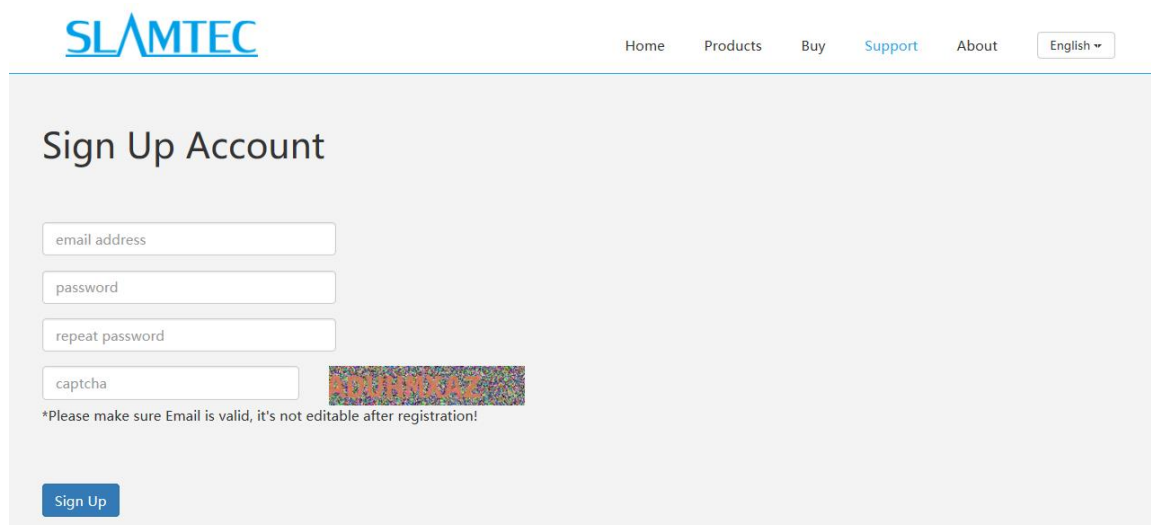 SLAMTEC
Home Products Buy Support About English
Sign Up Account
email address
password
repeat password
captcha
*Please make sure Email is valid, it's not editable after registration!
Sign Up